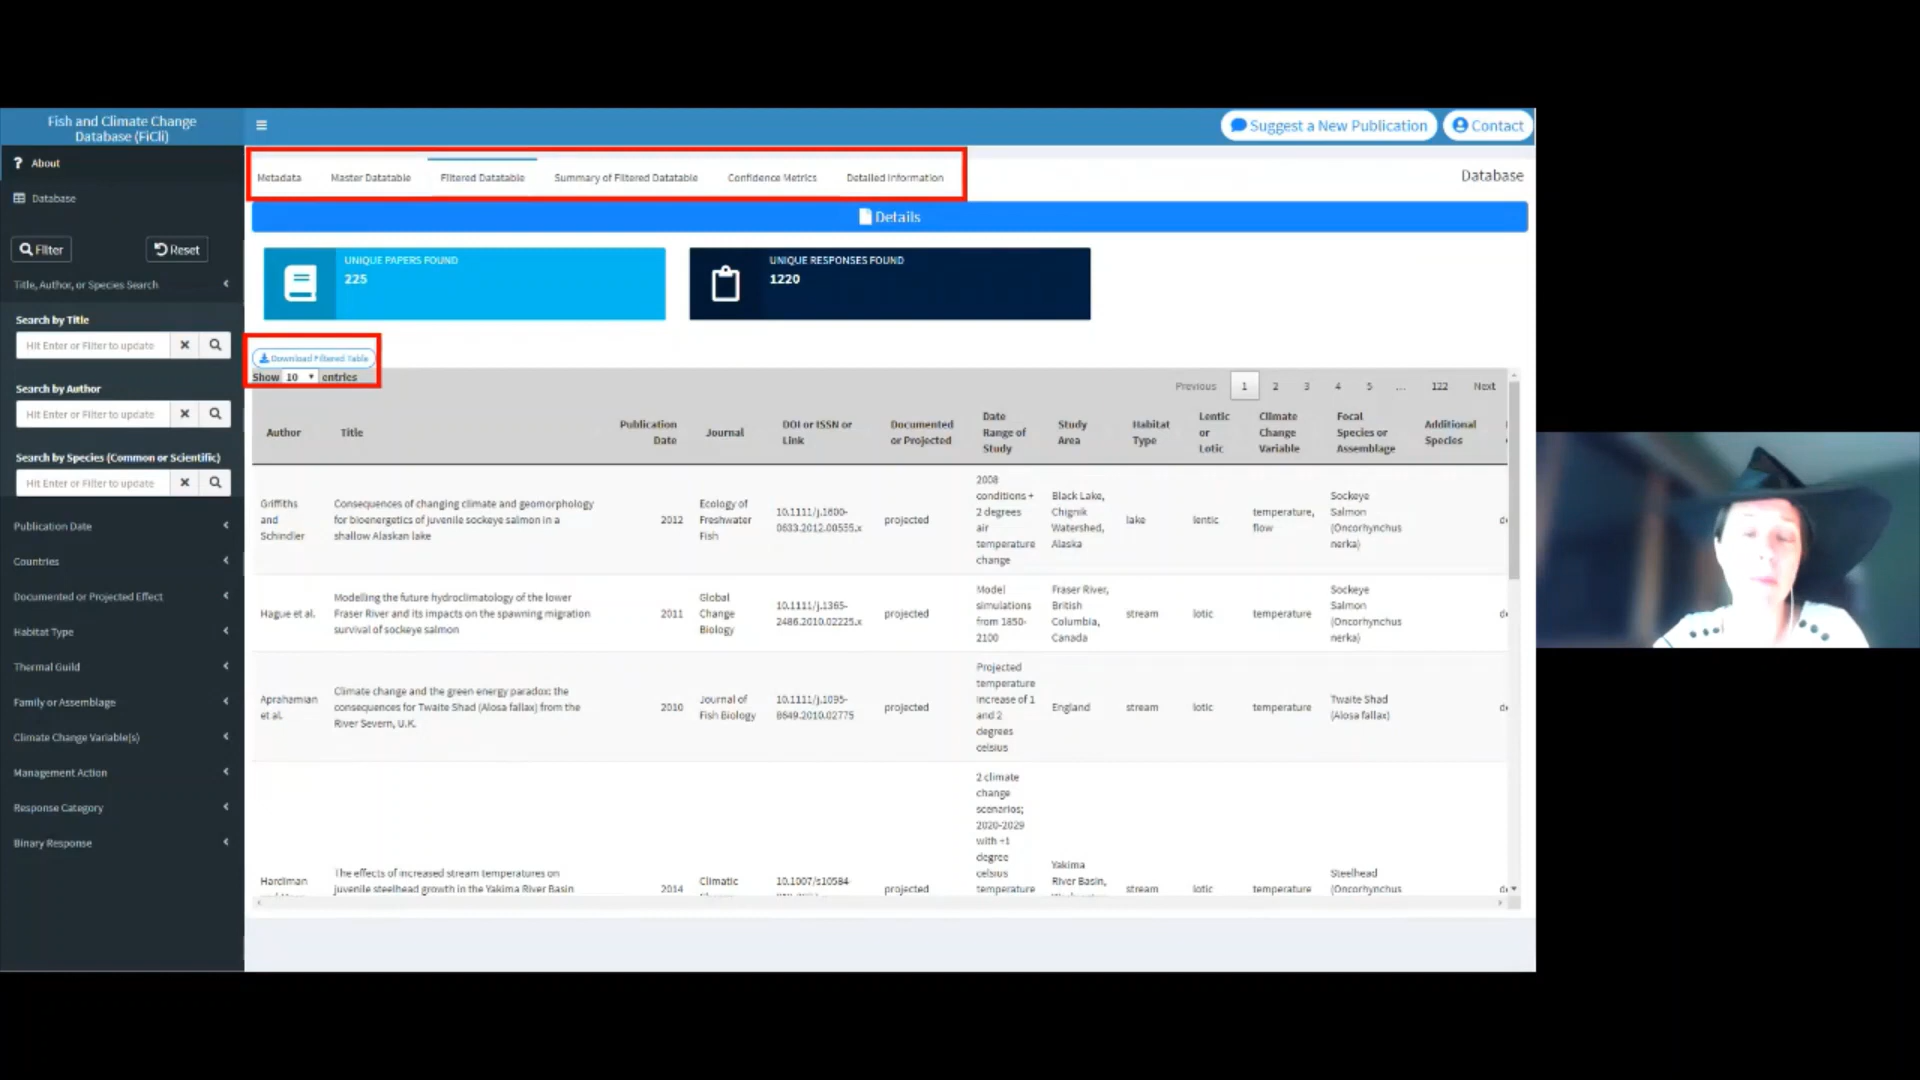 Fish and Climate Change
Database (FiCli)
Suggest a New Publication
Contact
? About
Database
Filter
Reset
Title, Author, or Species Search
Search by Title
Hit Enter or Filter to update
Search by Author
Hit Enter or Filter to update
Search by Species (Common or Scientific)
Hit Enter or Filter to update
Publication Date
Countries
Documented or Projected Effect
Habitat Type
Thermal Guild
Family or Assemblage
Climate Change Variable(s)
Management Action
Response Category
Binary Response
Metadata
Master Datatable
Filtered Datatable
Summary of Filtered Datatable
Confidence Metrics
Detailed Information
Database
Details
UNIQUE PAPERS FOUND
225
UNIQUE RESPONSES FOUND
1220
Download Filtered Table
Show 10 entries
Previous 1 2 3 4 5 ... 122 Next
Author
Title
Publication
Date
Journal
DOI or ISSN or
Link
Documented
or Projected
Date
Range of
Study
Study
Area
Habitat
Type
Lentic
or
Lotic
Climate
Change
Variable
Focal
Species or
Assemblage
Additional
Species
Griffiths
and
Schindler
Consequences of changing climate and geomorphology
for bioenergetics of juvenile sockeye salmon in a
shallow Alaskan lake
2012
Ecology of
Freshwater
Fish
10.1111/j.1600-
0633.2012.00555.x
projected
2008
conditions +
2 degrees
air
temperature
change
Black Lake,
Chignik
Watershed,
Alaska
lake
lentic
temperature,
flow
Sockeye
Salmon
(Oncorhynchus
nerka)
Hague et al.
Modelling the future hydroclimatology of the lower
Fraser River and its impacts on the spawning migration
survival of sockeye salmon
2011
Global
Change
Biology
10.1111/j.1365-
2486.2010.02225.x
projected
Model
simulations
from 1850-
2100
Fraser River,
British
Columbia,
Canada
stream
lotic
temperature
Sockeye
Salmon
(Oncorhynchus
nerka)
Aprahamian
et al.
Climate change and the green energy paradox: the
consequences for Twaite Shad (Alosa fallax) from the
River Severn, U.K.
2010
Journal of
Fish Biology
10.1111/j.1095-
8649.2010.02775
projected
Projected
temperature
increase of 1
and 2
degrees
celsius
England
stream
lotic
temperature
Twaite Shad
(Alosa fallax)
Hardiman
The effects of increased stream temperatures on
juvenile steelhead growth in the Yakima River Basin
2014
Climatic
10.1007/s10584-
projected
2 climate
change
scenarios;
2020-2029
with +1
degree
celsius
temperature
Yakima
River Basin,
stream
lotic
temperature
Steelhead
(Oncorhynchus